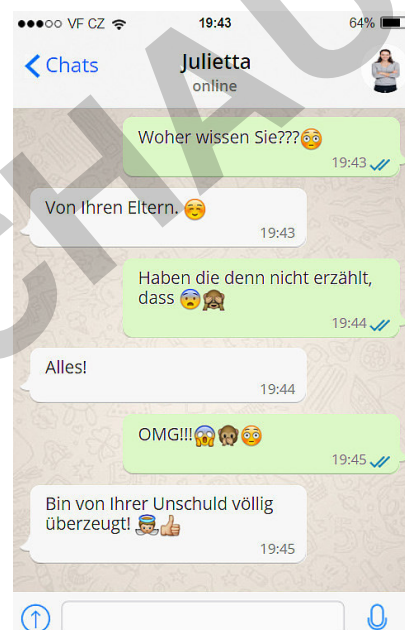 VF CZ 19:43 64%
Chats Julietta
online
Woher wissen Sie???😳
19:43
Von Ihren Eltern. ☺️
19:43
Haben die denn nicht erzählt,
dass 😨🙈
19:44
Alles!
19:44
OMG!!!😱🙊😳
19:45
Bin von Ihrer Unschuld völlig
überzeugt! 👼👍
19:45